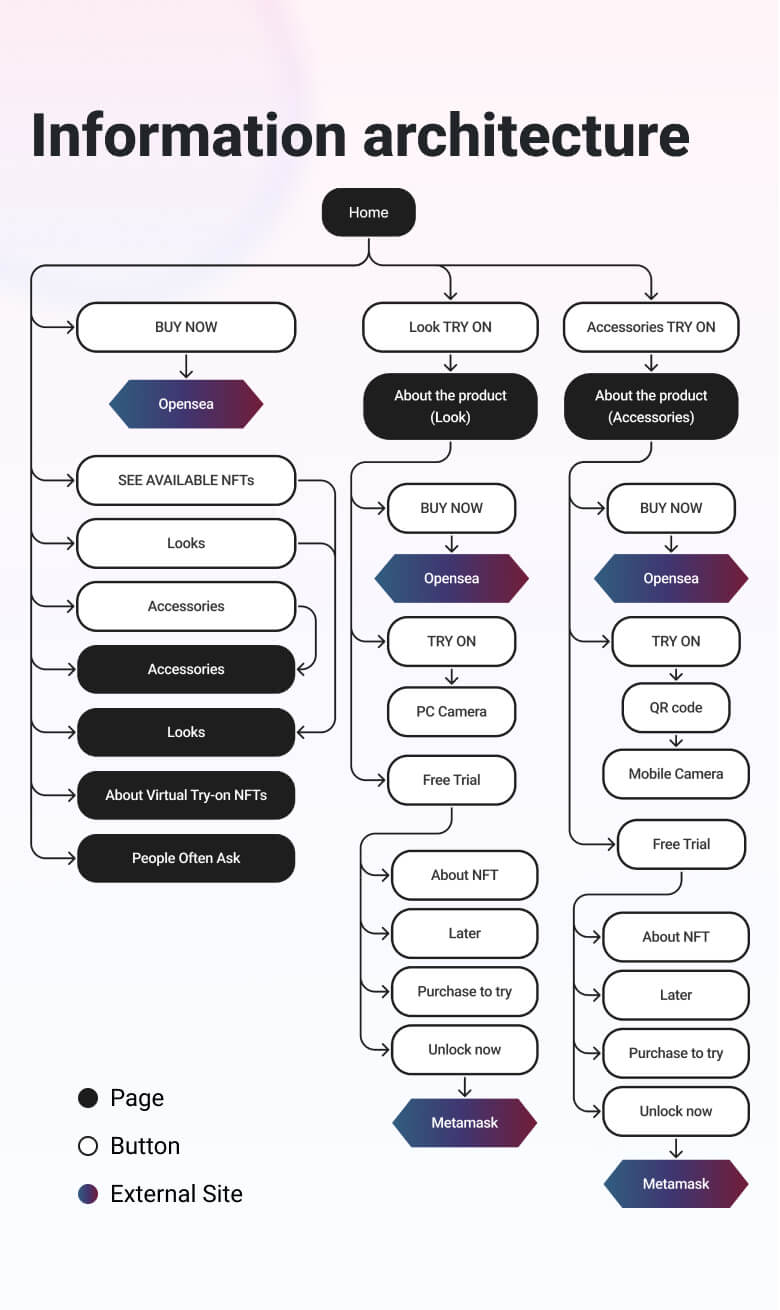 Information architecture
Home
BUY NOW
Opensea
SEE AVAILABLE NFTs
Looks
Accessories
Accessories
Looks
About Virtual Try-on NFTs
People Often Ask
Look TRY ON
About the product
(Look)
BUY NOW
Opensea
TRY ON
PC Camera
Free Trial
About NFT
Later
Purchase to try
Unlock now
Metamask
Accessories TRY ON
About the product
(Accessories)
BUY NOW
Opensea
TRY ON
QR code
Mobile Camera
Free Trial
About NFT
Later
Purchase to try
Unlock now
Metamask
Page
Button
External Site